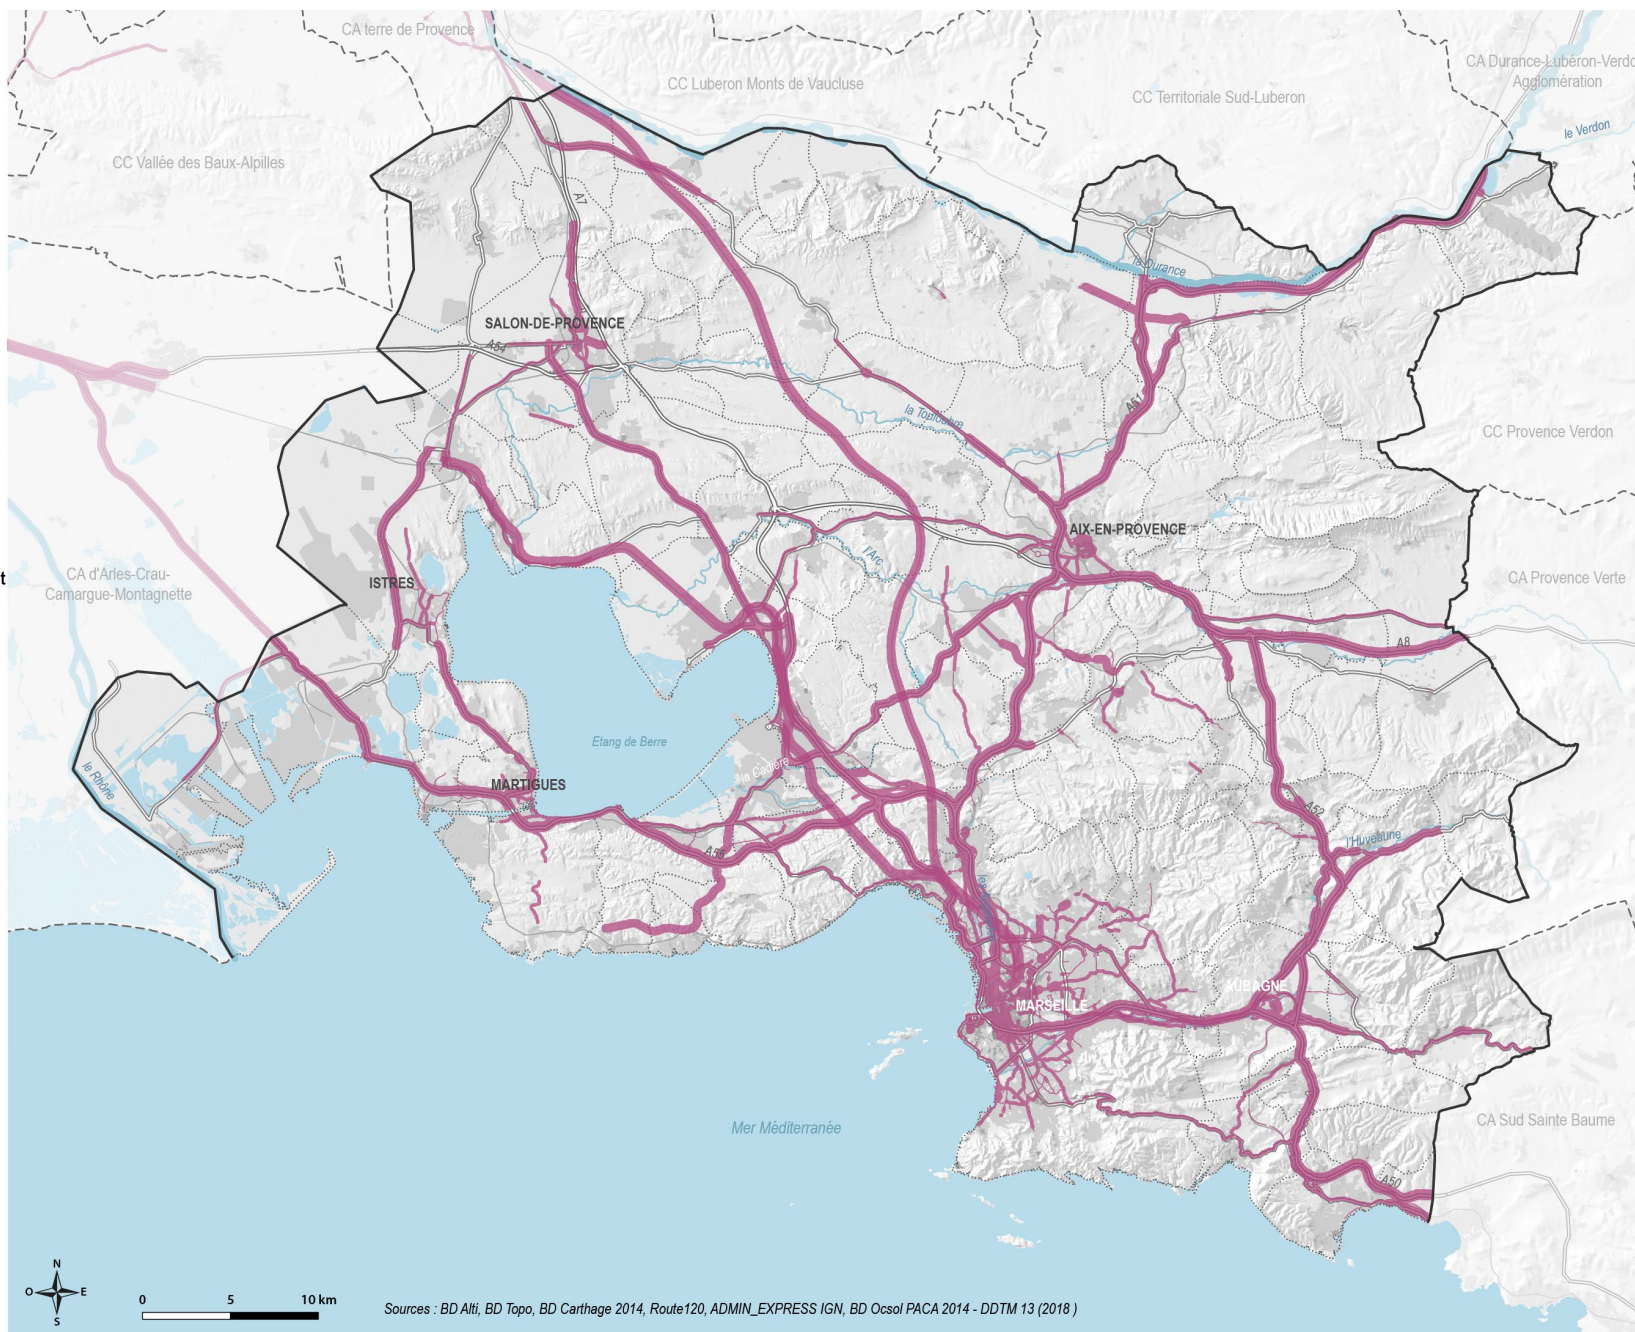 CA terre de Provence
CC Luberon Monts de Vaucluse
CA Durance-Lubéron-Verdo
Agglomération
CC Territoriale Sud-Luberon
le Verdon
CC Vallée des Baux-Alpilles
A7
la Durance
SALON-DE-PROVENCE
A54
A51
la Touloubre
CC Provence Verdon
AIX-EN-PROVENCE
l'Arc
t
CA d'Arles-Crau-
Camargue-Montagnette
ISTRES
CA Provence Verte
A8
Etang de Berre
le Rhône
le Cadière
MARTIGUES
A52
l'Huveaune
A55
AUBAGNE
MARSEILLE
Mer Méditerranée
CA Sud Sainte Baume
A50
N
O
E
S
0
5
10 km
Sources : BD Alti, BD Topo, BD Carthage 2014, Route120, ADMIN_EXPRESS IGN, BD Ocsol PACA 2014 - DDTM 13 (2018 )